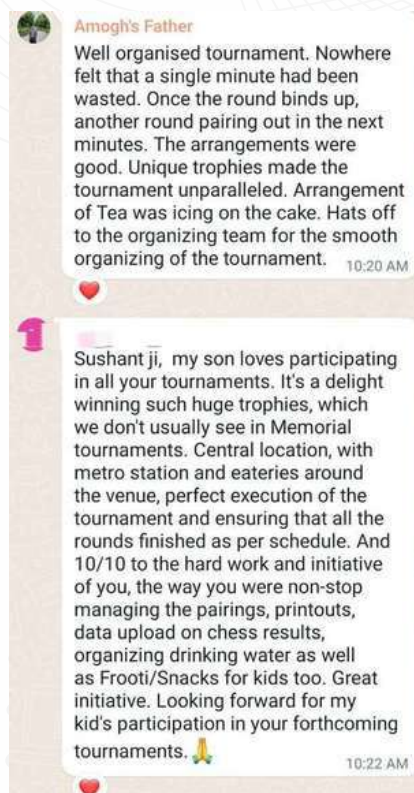 Amogh's Father
Well organised tournament. Nowhere
felt that a single minute had been
wasted. Once the round binds up,
another round pairing out in the next
minutes. The arrangements were
good. Unique trophies made the
tournament unparalleled. Arrangement
of Tea was icing on the cake. Hats off
to the organizing team for the smooth
organizing of the tournament. 10:20 AM
Sushant ji, my son loves participating
in all your tournaments. It's a delight
winning such huge trophies, which
we don't usually see in Memorial
tournaments. Central location, with
metro station and eateries around
the venue, perfect execution of the
tournament and ensuring that all the
rounds finished as per schedule. And
10/10 to the hard work and initiative
of you, the way you were non-stop
managing the pairings, printouts,
data upload on chess results,
organizing drinking water as well
as Frooti/Snacks for kids too. Great
initiative. Looking forward for my
kid's participation in your forthcoming
tournaments. 🙏 10:22 AM